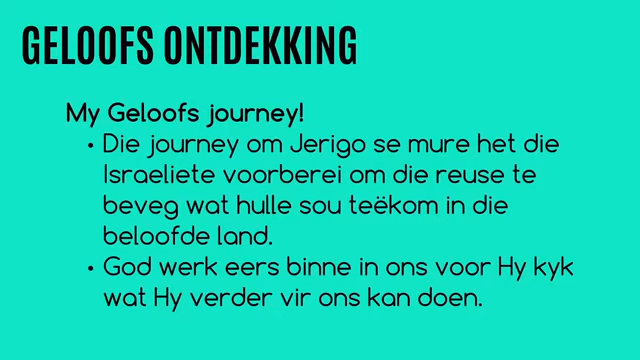 GELOOFS ONTDEKKING
My Geloofs journey!
• Die journey om Jerigo se mure het die
Israeliete voorberei om die reuse te
beveg wat hulle sou teëkom in die
beloofde land.
• God werk eers binne in ons voor Hy kyk
wat Hy verder vir ons kan doen.